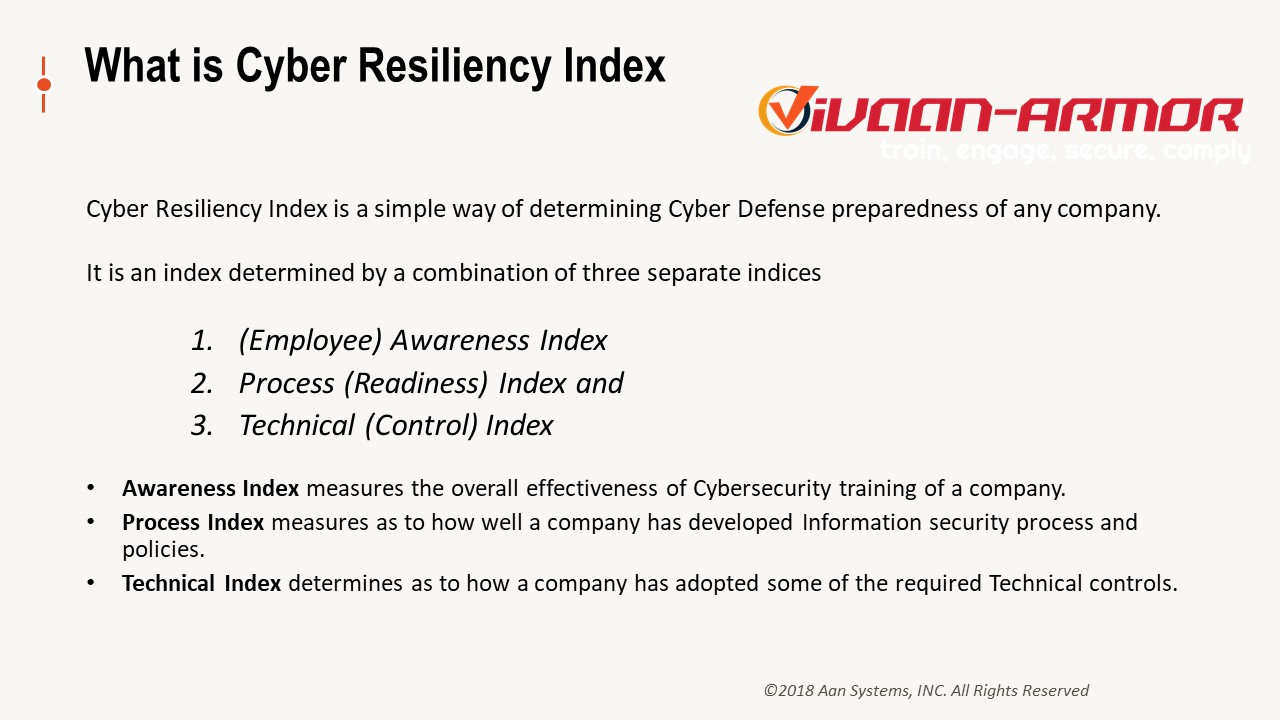 What is Cyber Resiliency Index
ViVAAN-ARMOR
train, engage, secure, comply
Cyber Resiliency Index is a simple way of determining Cyber Defense preparedness of any company.
It is an index determined by a combination of three separate indices
1. (Employee) Awareness Index
2. Process (Readiness) Index and
3. Technical (Control) Index
• Awareness Index measures the overall effectiveness of Cybersecurity training of a company.
• Process Index measures as to how well a company has developed Information security process and
policies.
• Technical Index determines as to how a company has adopted some of the required Technical controls.
©2018 Aan Systems, INC. All Rights Reserved